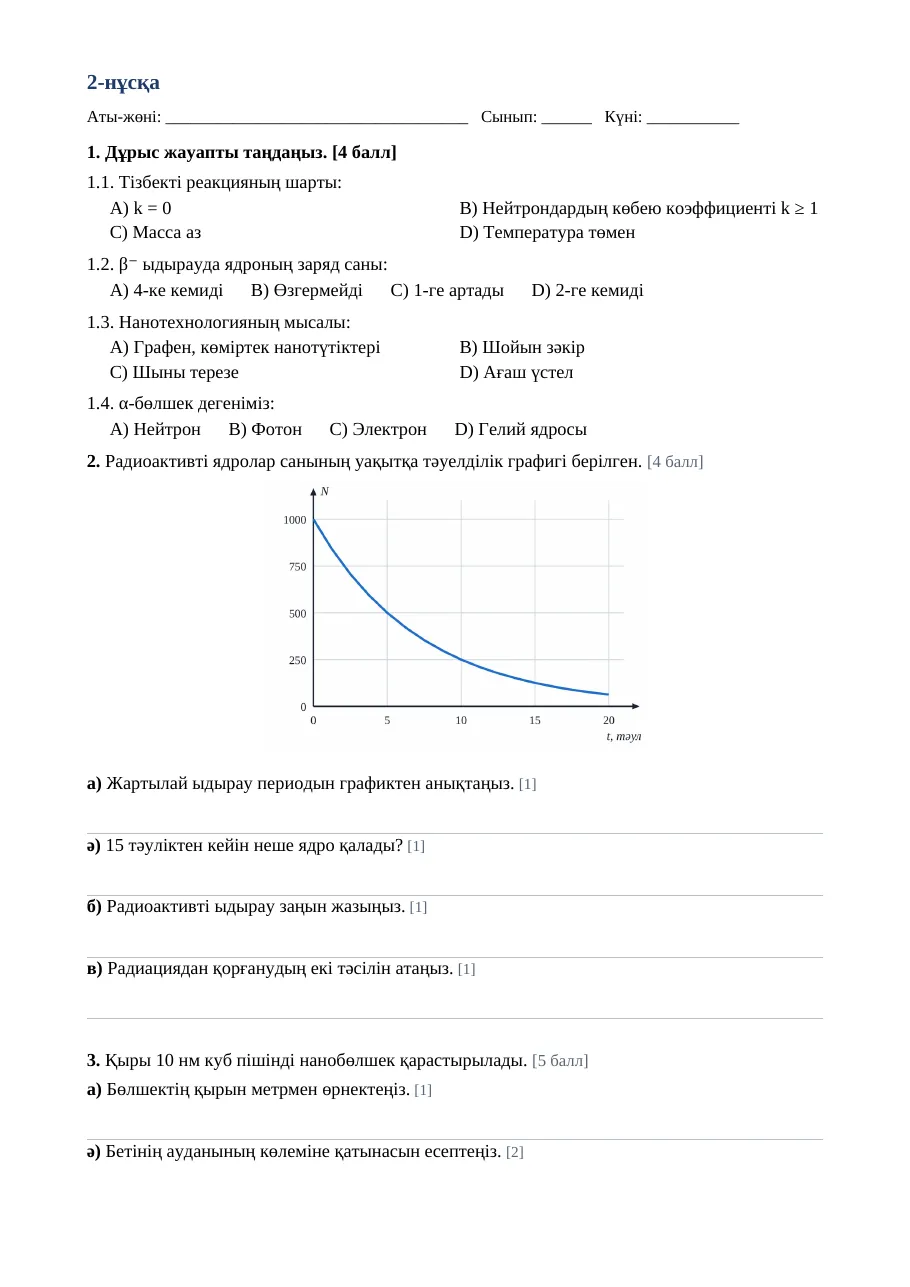 2-нұсқа
Аты-жөні: ____________________________________ Сынып: ______ Күні: ___________
1. Дұрыс жауапты таңдаңыз. [4 балл]
1.1. Тізбекті реакцияның шарты:
A) k = 0 B) Нейтрондардың көбею коэффициенті k ≥ 1
C) Масса аз D) Температура төмен
1.2. β⁻ ыдырауда ядроның заряд саны:
A) 4-ке кемиді B) Өзгермейді C) 1-ге артады D) 2-ге кемиді
1.3. Нанотехнологияның мысалы:
A) Графен, көміртек нанотүтіктері B) Шойын зәкір
C) Шыны терезе D) Ағаш үстел
1.4. α-бөлшек дегеніміз:
A) Нейтрон B) Фотон C) Электрон D) Гелий ядросы
2. Радиоактивті ядролар санының уақытқа тәуелділік графигі берілген. [4 балл]
N
1000
750
500
250
0
0 5 10 15 20
t, тәул
а) Жартылай ыдырау периодын графиктен анықтаңыз. [1]
ә) 15 тәуліктен кейін неше ядро қалады? [1]
б) Радиоактивті ыдырау заңын жазыңыз. [1]
в) Радиациядан қорғанудың екі тәсілін атаңыз. [1]
3. Қыры 10 нм куб пішінді нанобөлшек қарастырылады. [5 балл]
а) Бөлшектің қырын метрмен өрнектеңіз. [1]
ә) Бетінің ауданының көлеміне қатынасын есептеңіз. [2]